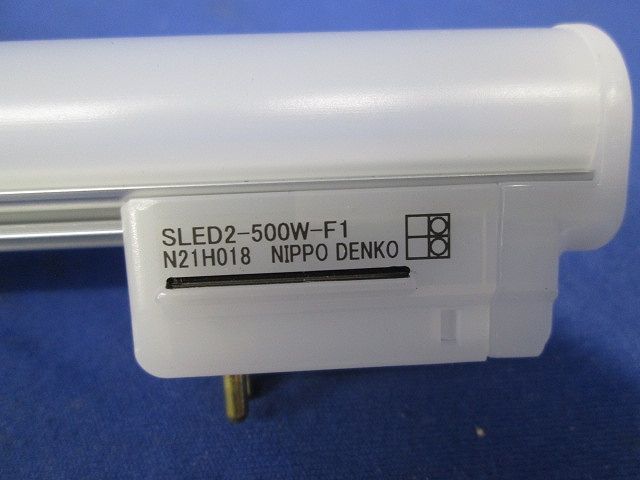 SLED2-500W-F1
N21H018 NIPPO DENKO